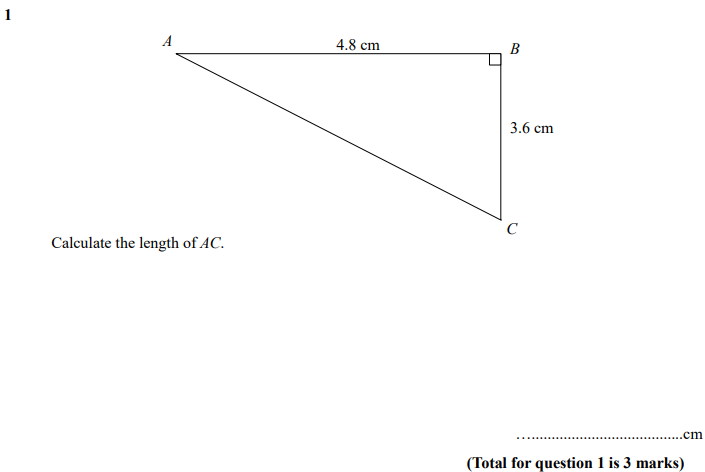 1
A
4.8 cm
B
3.6 cm
C
Calculate the length of AC.
..........................................cm
(Total for question 1 is 3 marks)